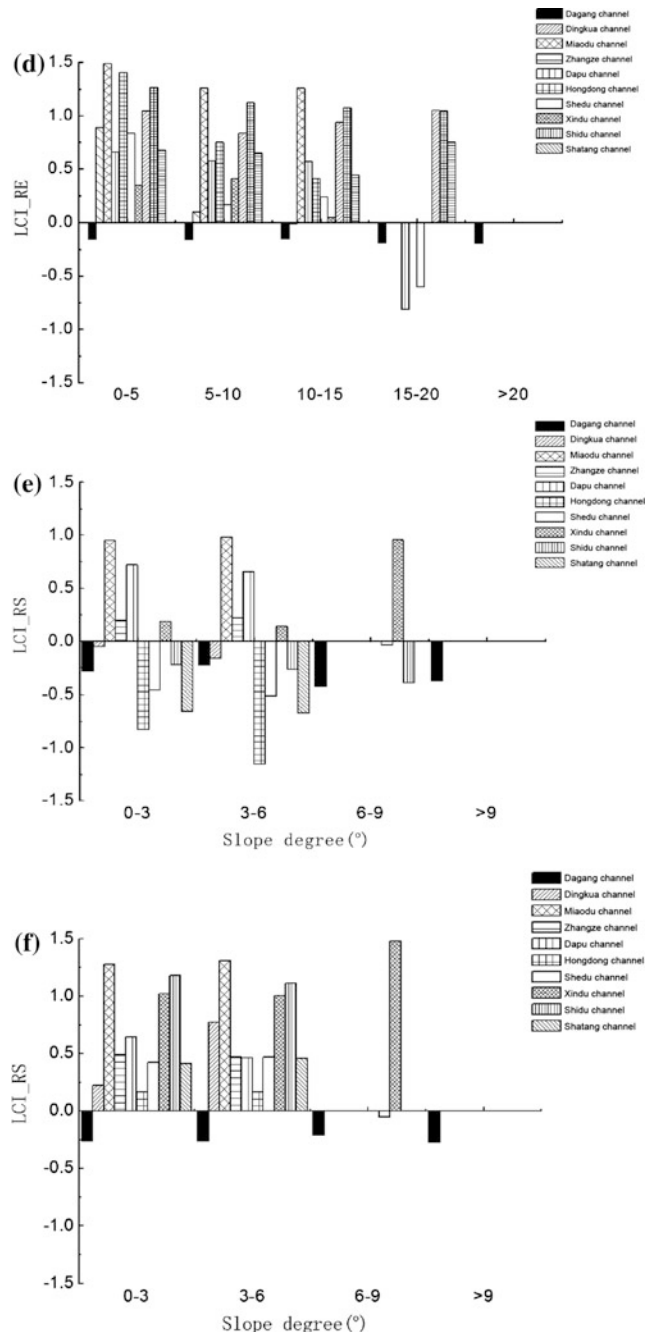 (d)
Dagang channel
Dingkua channel
Miaodu channel
Zhangze channel
Dapu channel
Hongdong channel
Shedu channel
Xindu channel
Shidu channel
Shatang channel
1.5
1.0
0.5
0.0
-0.5
-1.0
-1.5
LCI_RE
0-5 5-10 10-15 15-20 >20
(e)
Dagang channel
Dingkua channel
Miaodu channel
Zhangze channel
Dapu channel
Hongdong channel
Shedu channel
Xindu channel
Shidu channel
Shatang channel
1.5
1.0
0.5
0.0
-0.5
-1.0
-1.5
LCI_RS
0-3 3-6 6-9 >9
Slope degree(°)
(f)
Dagang channel
Dingkua channel
Miaodu channel
Zhangze channel
Dapu channel
Hongdong channel
Shedu channel
Xindu channel
Shidu channel
Shatang channel
1.5
1.0
0.5
0.0
-0.5
-1.0
-1.5
LCI_RS
0-3 3-6 6-9 >9
Slope degree(°)